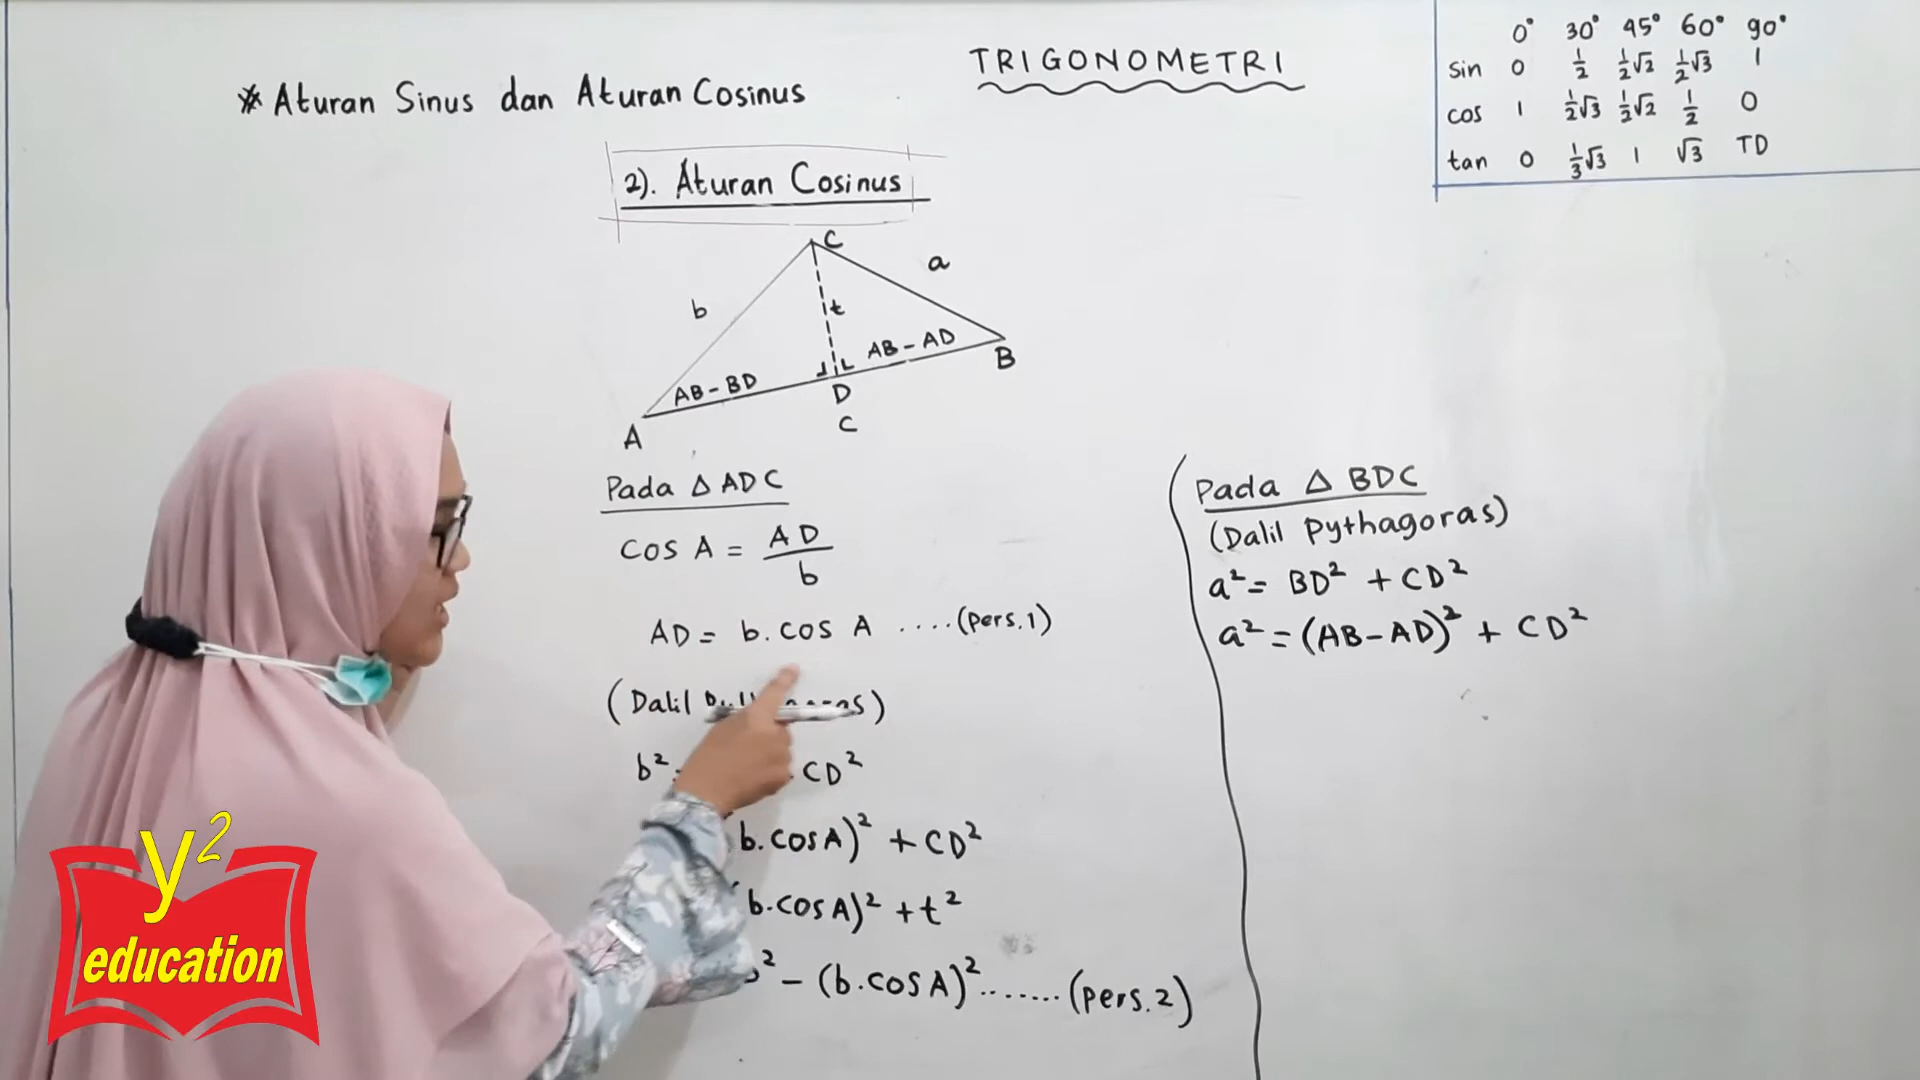 TRIGONOMETRI
* Aturan Sinus dan Aturan Cosinus
0° 30° 45° 60° 90°
sin 0 1/2 1/2√2 1/2√3 1
cos 1 1/2√3 1/2√2 1/2 0
tan 0 1/3√3 1 √3 TD
2). Aturan Cosinus
C
a
b
t
AB - AD
B
AB - BD
D
A
C
Pada Δ ADC
cos A = AD/b
AD = b. cos A ....(Pers.1)
(Dalil
b² CD²
b. cos A)² + CD²
b. cos A)² + t²
² - (b. cos A)² ....... (pers. 2)
Pada Δ BDC
(Dalil pythagoras)
a² = BD² + CD²
a² = (AB - AD)² + CD²
y²
education